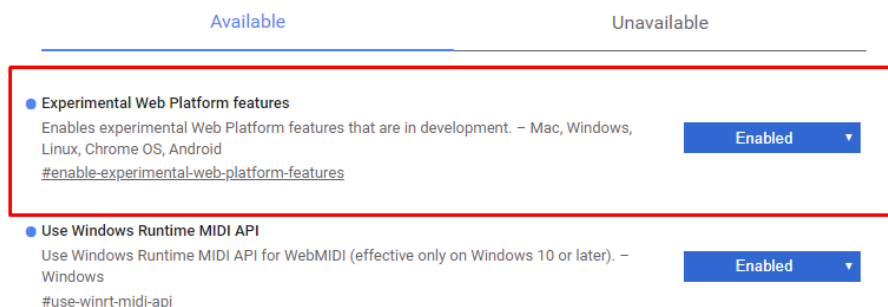 Available
Unavailable
Experimental Web Platform features
Enables experimental Web Platform features that are in development. – Mac, Windows,
Linux, Chrome OS, Android
Enabled
#enable-experimental-web-platform-features
Use Windows Runtime MIDI API
Use Windows Runtime MIDI API for WebMIDI (effective only on Windows 10 or later). –
Windows
Enabled
#use-winrt-midi-api